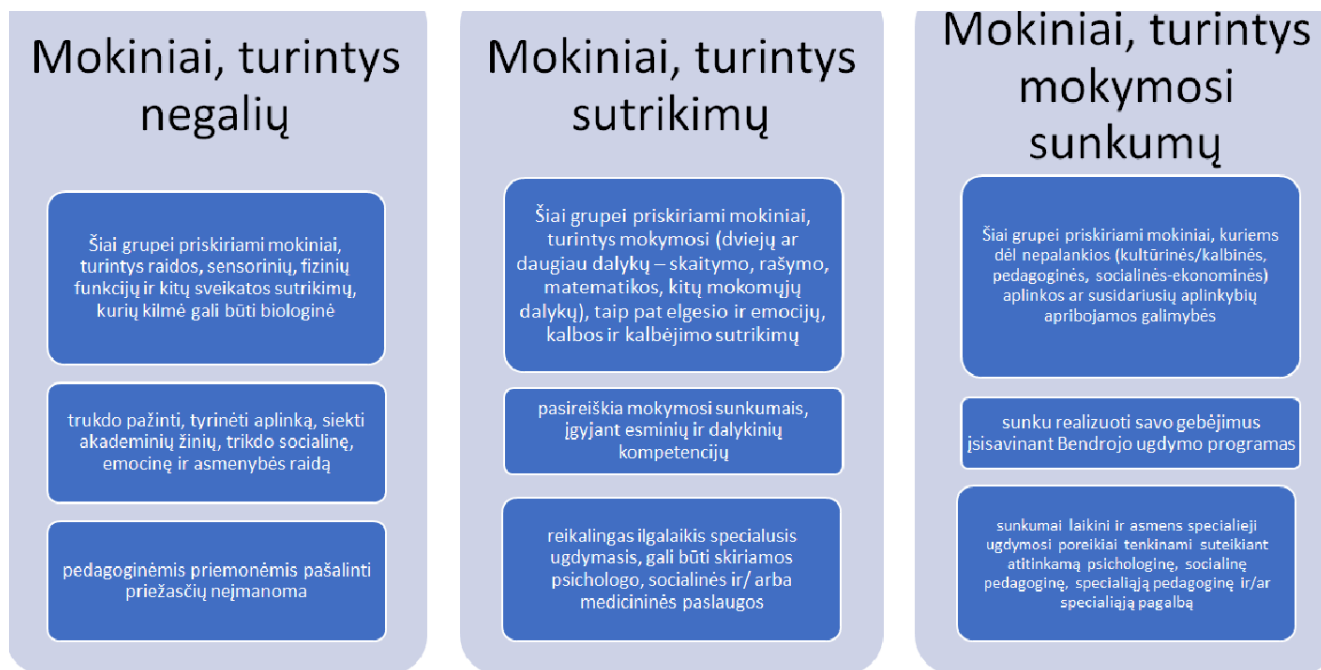 Mokiniai, turintys
negalių
Šiai grupei priskiriami mokiniai,
turintys raidos, sensorinių, fizinių
funkcijų ir kitų sveikatos sutrikimų,
kurių kilmė gali būti biologinė
trukdo pažinti, tyrinėti aplinką, siekti
akademinių žinių, trikdo socialinę,
emocinę ir asmenybės raidą
pedagoginėmis priemonėmis pašalinti
priežasčių neįmanoma
Mokiniai, turintys
sutrikimų
Šiai grupei priskiriami mokiniai,
turintys mokymosi (dviejų ar
daugiau dalykų – skaitymo, rašymo,
matematikos, kitų mokomųjų
dalykų), taip pat elgesio ir emocijų,
kalbos ir kalbėjimo sutrikimų
pasireiškia mokymosi sunkumais,
įgyjant esminių ir dalykinių
kompetencijų
reikalingas ilgalaikis specialusis
ugdymasis, gali būti skiriamos
psichologo, socialinės ir/ arba
medicininės paslaugos
Mokiniai, turintys
mokymosi
sunkumų
Šiai grupei priskiriami mokiniai, kuriems
dėl nepalankios (kultūrinės/kalbinės,
pedagoginės, socialinės-ekonominės)
aplinkos ar susidariusių aplinkybių
apribojamos galimybės
sunku realizuoti savo gebėjimus
įsisavinant Bendrojo ugdymo programas
sunkumai laikini ir asmens specialieji
ugdymosi poreikiai tenkinami suteikiant
atitinkamą psichologinę, socialinę
pedagoginę, specialiąją pedagoginę ir/ar
specialiąją pagalbą